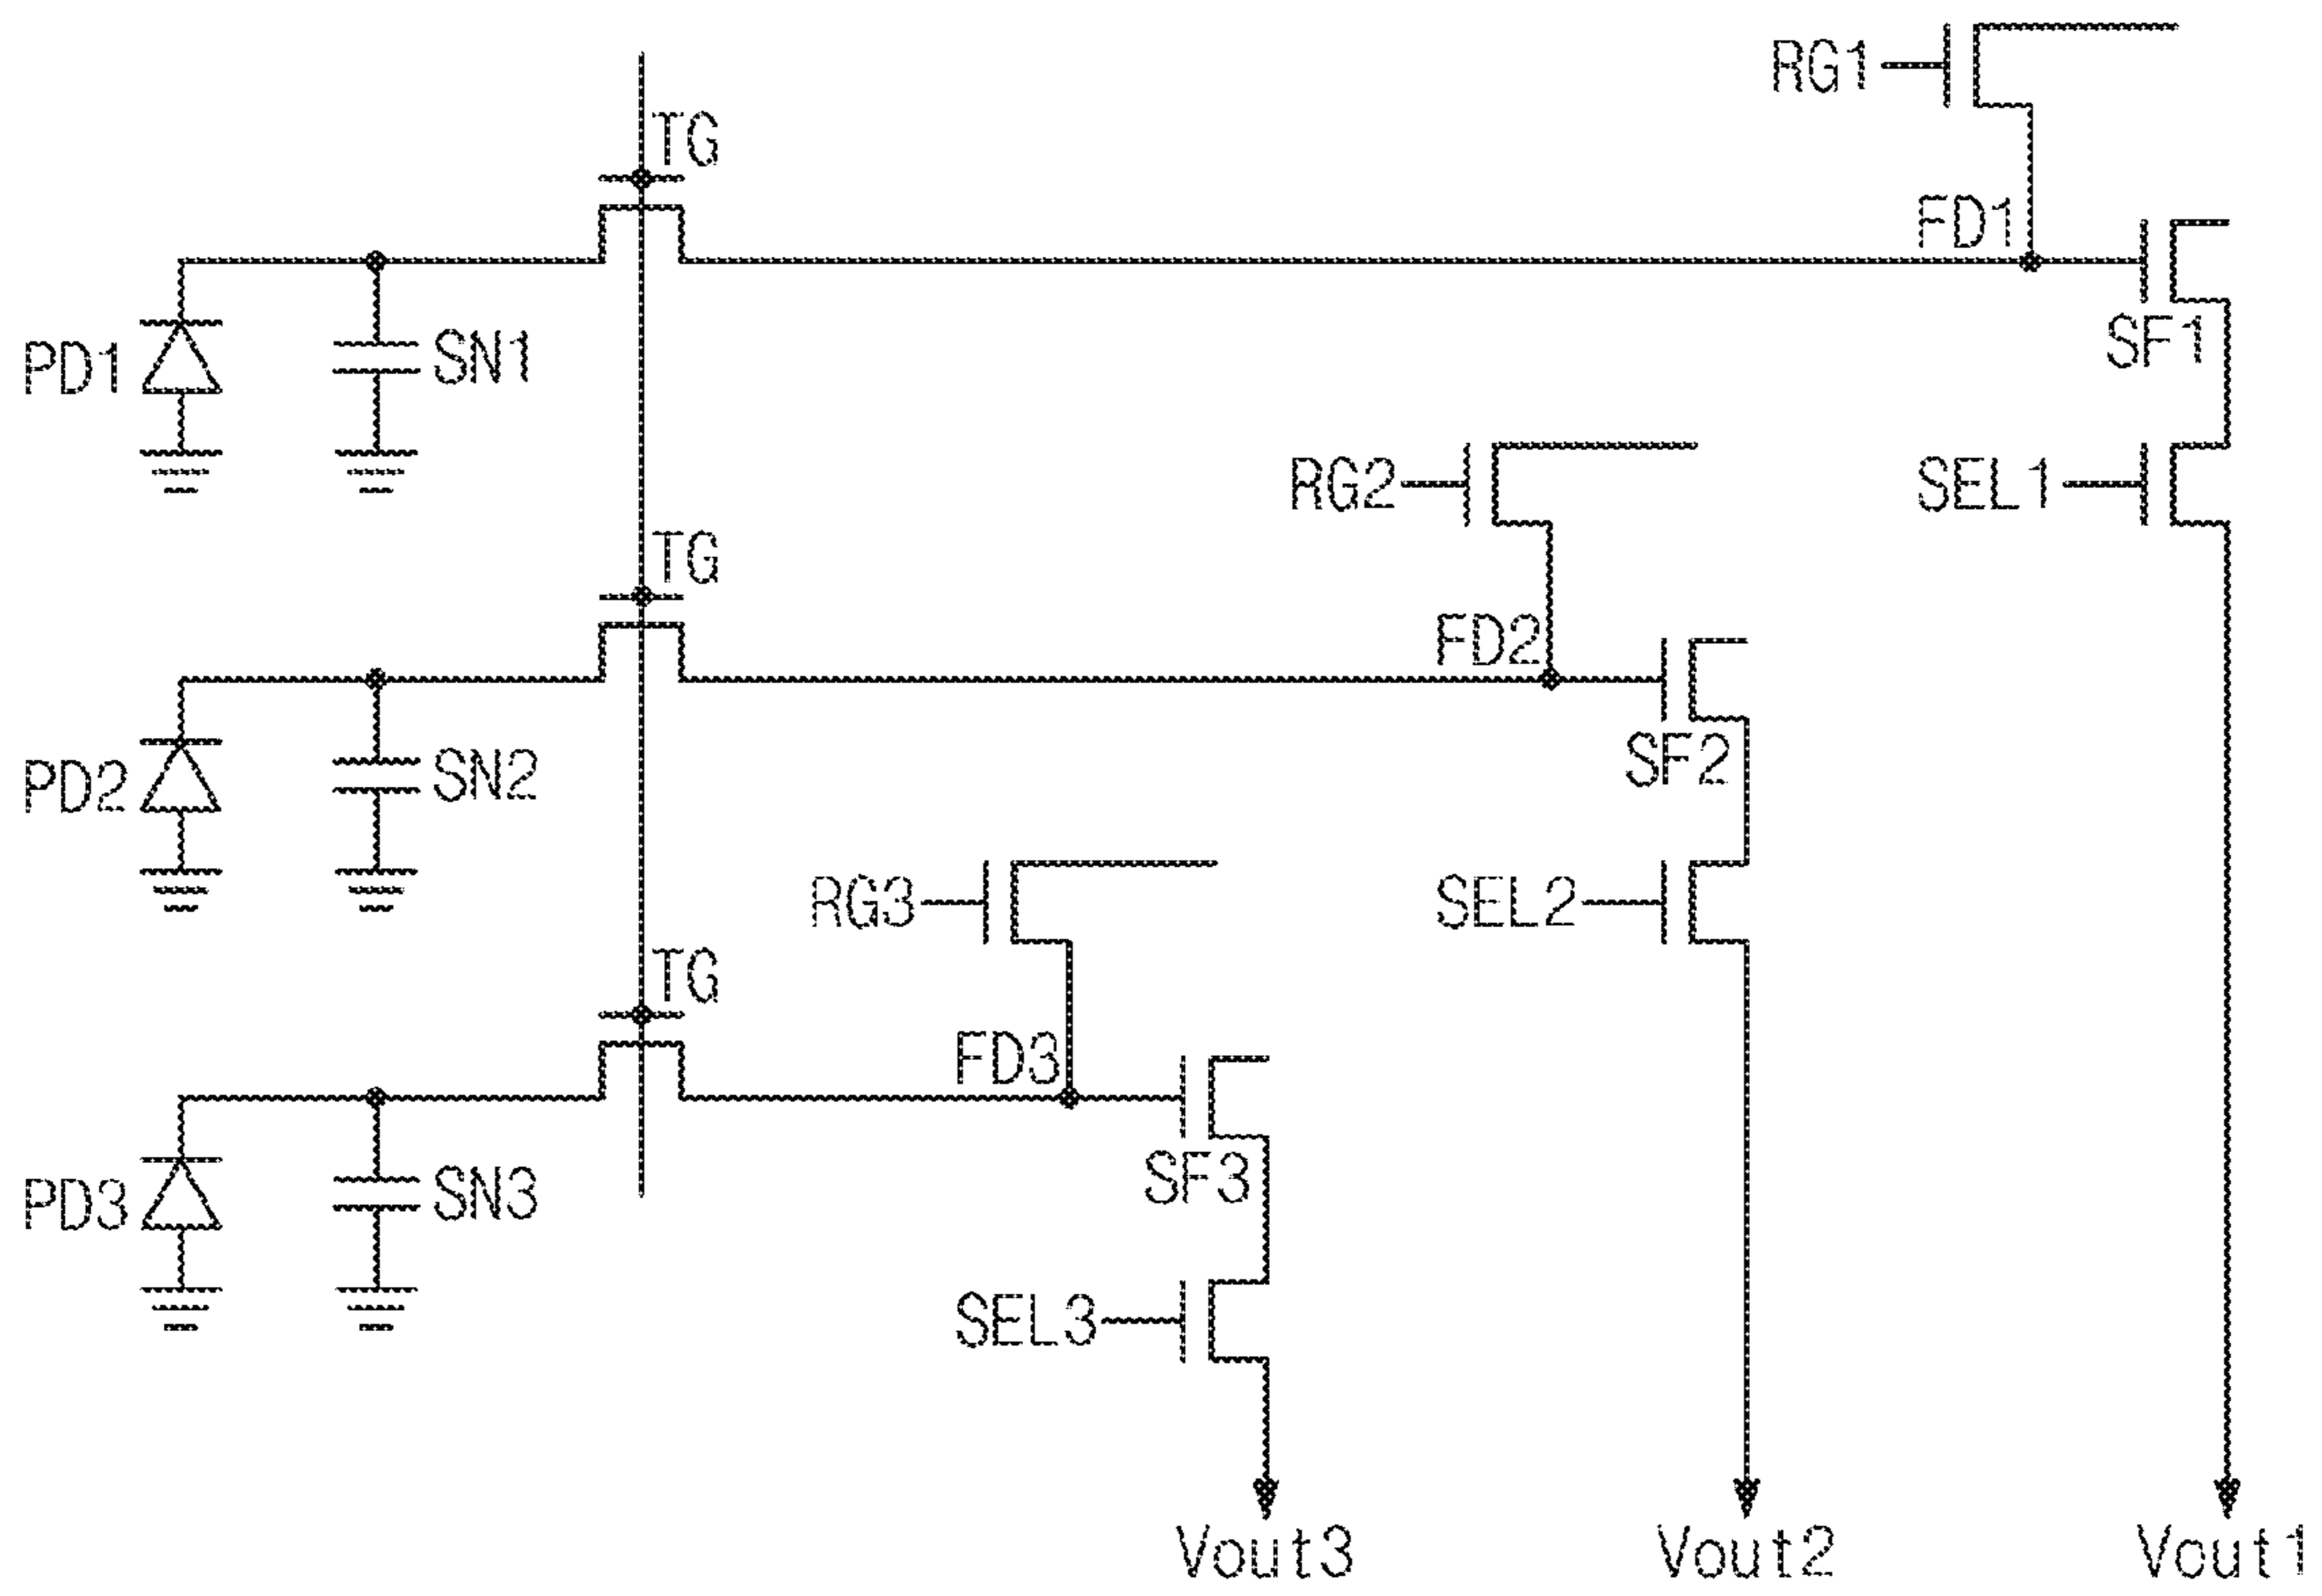 RG1
TG
FD1
SF1
PD1
SN1
RG2
SEL1
TG
FD2
SF2
PD2
SN2
RG3
SEL2
TG
FD3
SF3
PD3
SN3
SEL3
Vout3
Vout2
Vout1